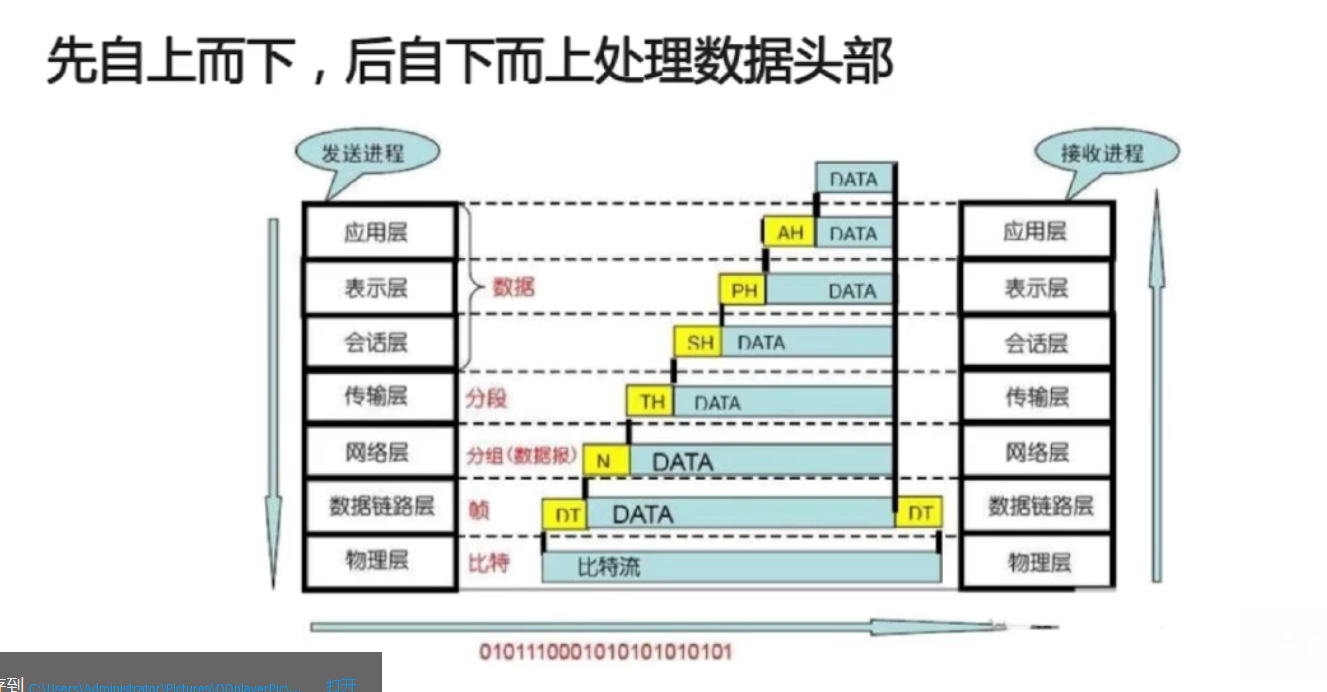 先自上而下，后自下而上处理数据头部
发送进程
接收进程
DATA
应用层
AH
DATA
应用层
表示层
数据
PH
DATA
表示层
会话层
SH
DATA
会话层
传输层
分段
TH
DATA
传输层
网络层
分组(数据报)
N
DATA
网络层
数据链路层
帧
DT
DATA
DT
数据链路层
物理层
比特
比特流
物理层
存到 C:\Users\Administrator\Pictures\QQplayerPic\... 打开